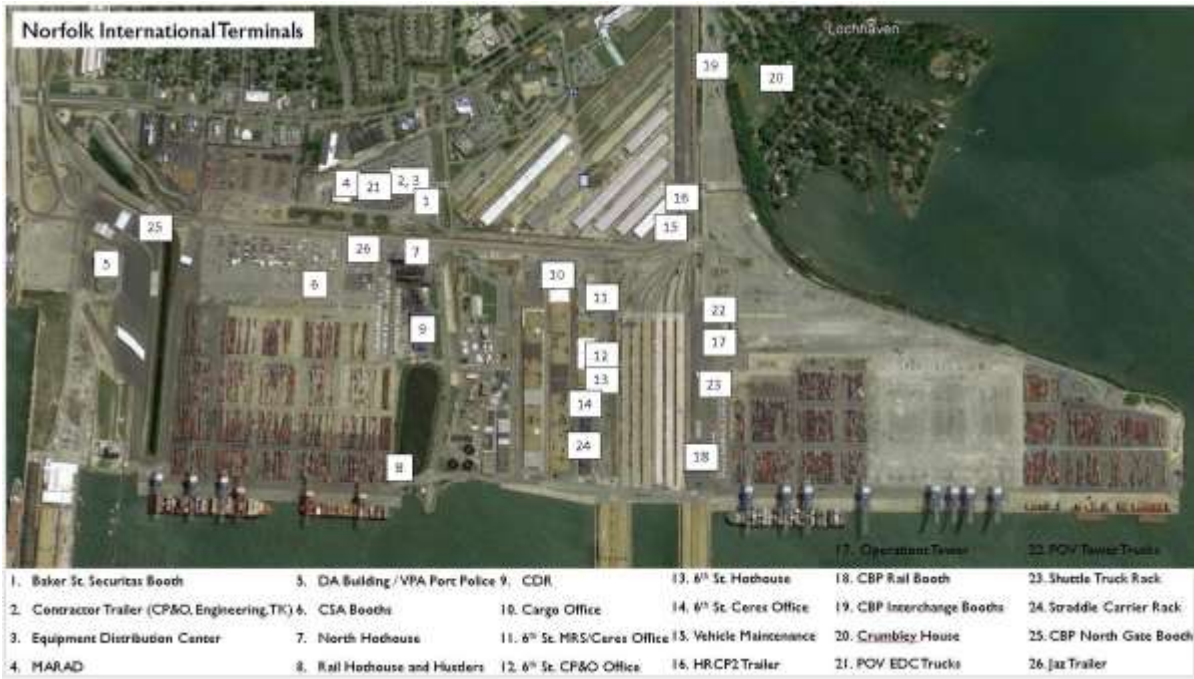 Norfolk International Terminals
Lochhaven
19
20
4
21
2, 3
1
16
25
15
5
26
7
6
10
11
22
9
17
12
13
23
14
24
8
18
17. Operations Tower
22. POV Tower Trucks
1. Baker St. Securitas Booth
5. DA Building / VPA Port Police
9. CDR
13. 6th St. Hothouse
18. CBP Rail Booth
23. Shuttle Truck Rack
2. Contractor Trailer (CP&O, Engineering, TK)
6. CSA Booths
10. Cargo Office
14. 6th St. Ceres Office
19. CBP Interchange Booths
24. Straddle Carrier Rack
3. Equipment Distribution Center
7. North Hothouse
11. 6th St. MRS/Ceres Office
15. Vehicle Maintenance
20. Crumbley House
25. CBP North Gate Booth
4. MARAD
8. Rail Hothouse and Hustlers
12. 6th St. CP&O Office
16. HRCP2 Trailer
21. POV EDC Trucks
26. Jaz Trailer